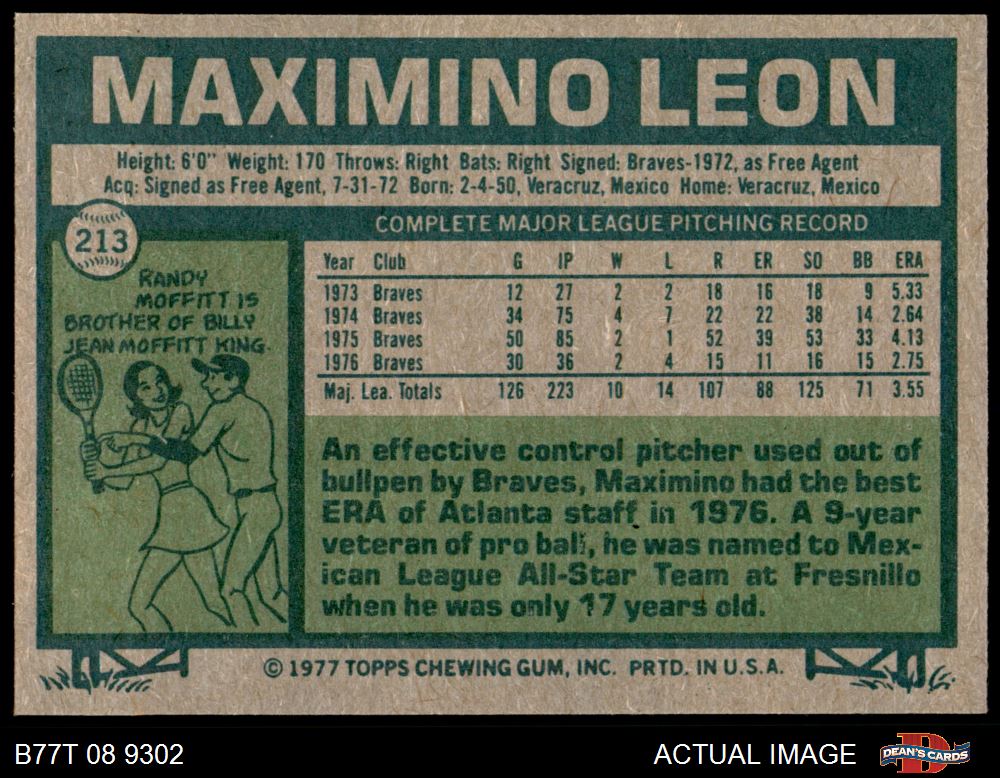 MAXIMINO LEON
Height: 6'0" Weight: 170 Throws: Right Bats: Right Signed: Braves-1972, as Free Agent
Acq: Signed as Free Agent, 7-31-72 Born: 2-4-50, Veracruz, Mexico Home: Veracruz, Mexico
213
RANDY
MOFFITT IS
BROTHER OF BILLY
JEAN MOFFITT KING.
COMPLETE MAJOR LEAGUE PITCHING RECORD
Year Club G IP W L R ER SO BB ERA
1973 Braves 12 27 2 2 18 16 18 9 5.33
1974 Braves 34 75 4 7 22 22 38 14 2.64
1975 Braves 50 85 2 1 52 39 53 33 4.13
1976 Braves 30 36 2 4 15 11 16 15 2.75
Maj. Lea. Totals 126 223 10 14 107 88 125 71 3.55
An effective control pitcher used out of
bullpen by Braves, Maximino had the best
ERA of Atlanta staff in 1976. A 9-year
veteran of pro ball, he was named to Mex-
ican League All-Star Team at Fresnillo
when he was only 17 years old.
© 1977 TOPPS CHEWING GUM, INC. PRTD. IN U.S.A.
B77T 08 9302
ACTUAL IMAGE
DEAN'S CARDS